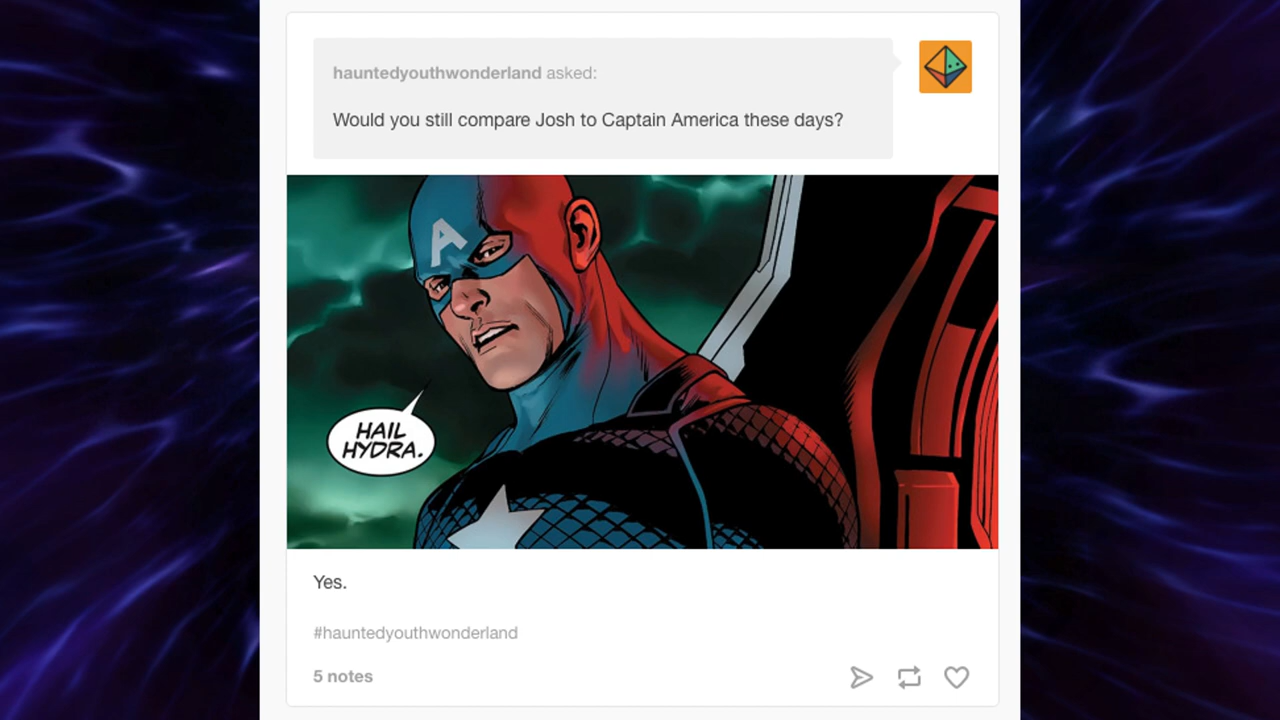 hauntedyouthwonderland asked:
Would you still compare Josh to Captain America these days?
A
HAIL
HYDRA.
Yes.
#hauntedyouthwonderland
5 notes